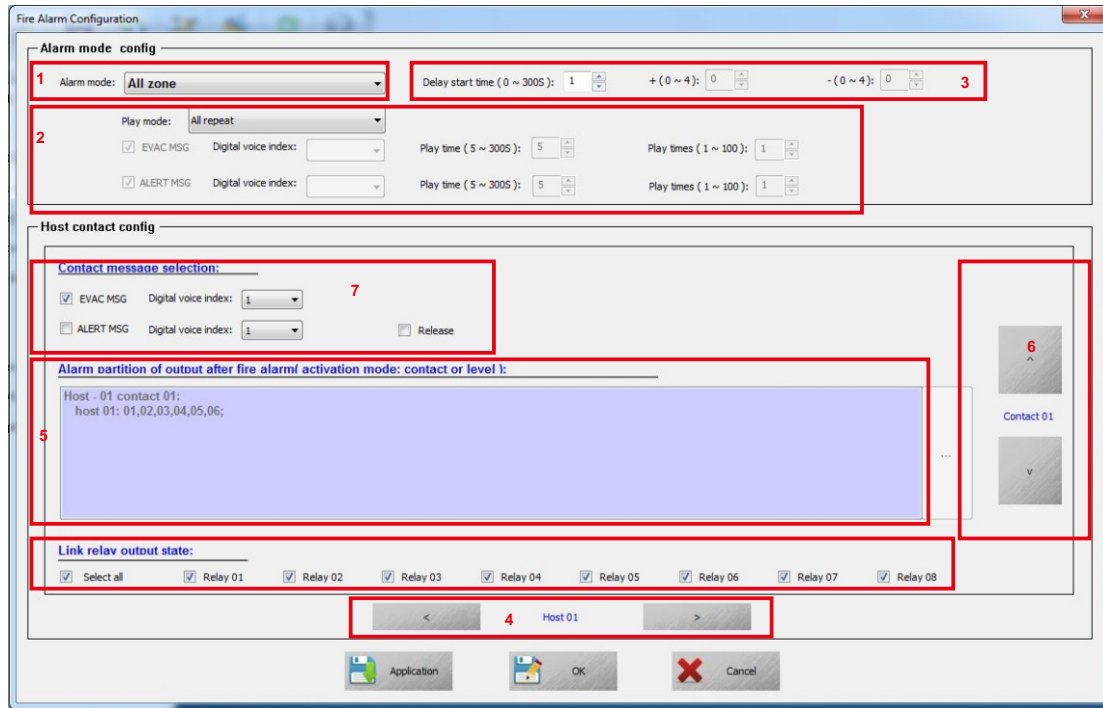 Fire Alarm Configuration
x
Alarm mode config
1 Alarm mode: All zone Delay start time ( 0 ~ 300S ): 1 + ( 0 ~ 4 ): 0 - ( 0 ~ 4 ): 0 3
Play mode: All repeat
2
EVAC MSG Digital voice index: Play time ( 5 ~ 300S ): 5 Play times ( 1 ~ 100 ): 1
ALERT MSG Digital voice index: Play time ( 5 ~ 300S ): 5 Play times ( 1 ~ 100 ): 1
Host contact config
Contact message selection:
7
EVAC MSG Digital voice index: 1
ALERT MSG Digital voice index: 1 Release
6
^
Alarm partition of output after fire alarm( activation mode: contact or level ):
Host - 01 contact 01:
host 01: 01,02,03,04,05,06;
Contact 01
5
...
v
Link relay output state:
Select all Relay 01 Relay 02 Relay 03 Relay 04 Relay 05 Relay 06 Relay 07 Relay 08
< 4 Host 01 >
Application OK Cancel